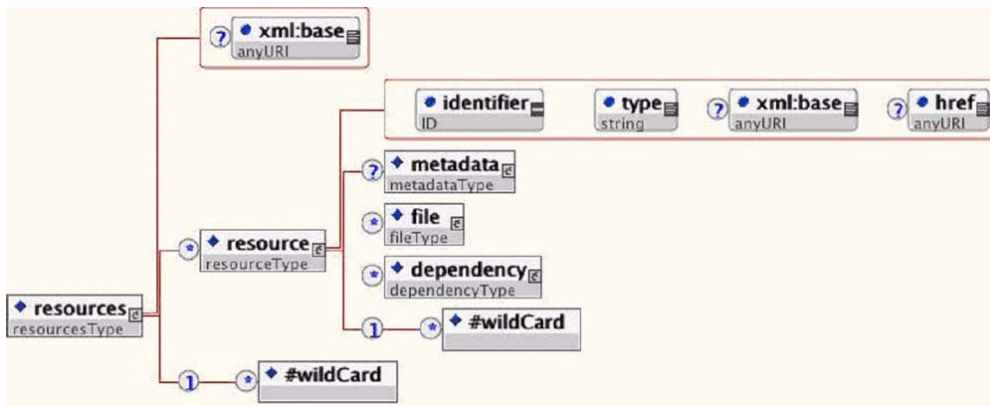 ? xml:base
anyURI
identifier type ? xml:base ? href
ID string anyURI anyURI
? metadata
metadataType
* file
fileType
* resource
resourceType
* dependency
dependencyType
resources
resourcesType
1 * #wildCard
1 * #wildCard